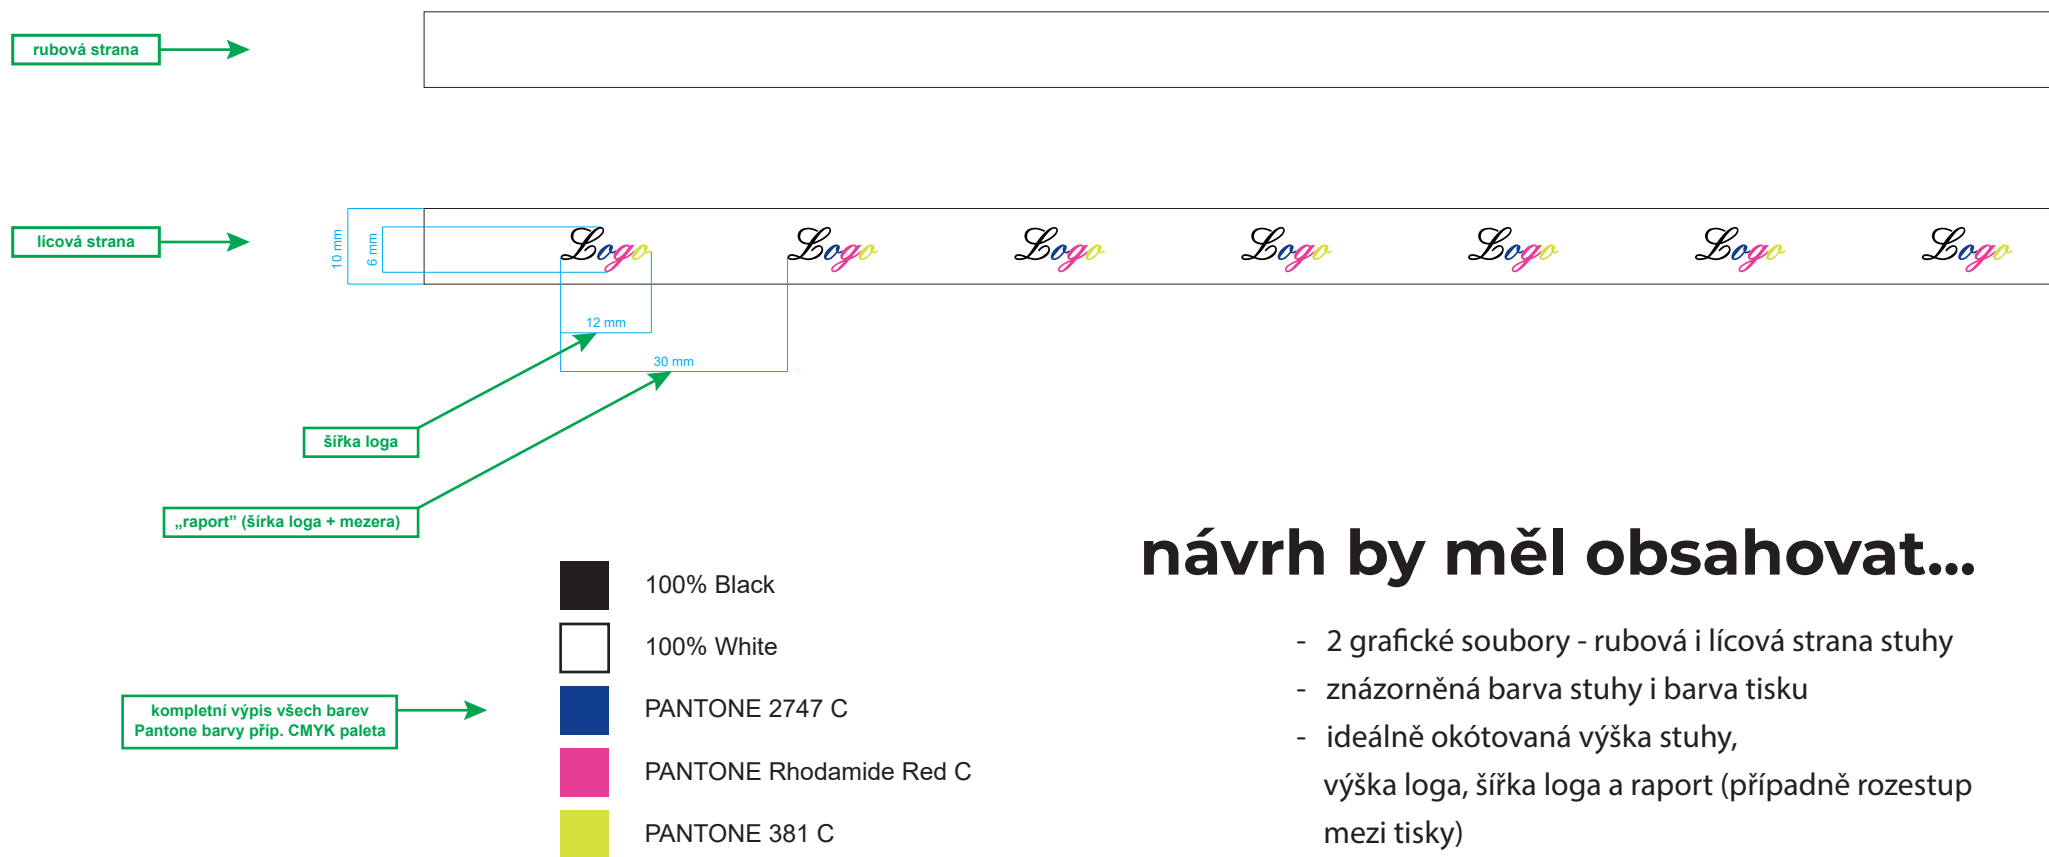 rubová strana
lícová strana
10 mm
6 mm
Logo Logo Logo Logo Logo Logo Logo
12 mm
30 mm
šířka loga
„raport” (šírka loga + mezera)
kompletní výpis všech barev
Pantone barvy příp. CMYK paleta
100% Black
100% White
PANTONE 2747 C
PANTONE Rhodamide Red C
PANTONE 381 C
návrh by měl obsahovat...
- 2 grafické soubory - rubová i lícová strana stuhy
- znázorněná barva stuhy i barva tisku
- ideálně okótovaná výška stuhy,
výška loga, šířka loga a raport (případně rozestup
mezi tisky)